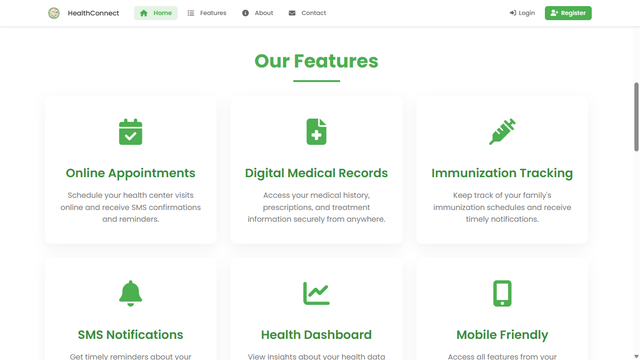 HealthConnect
Home
Features
About
Contact
Login
Register
Our Features
Online Appointments
Schedule your health center visits
online and receive SMS confirmations
and reminders.
Digital Medical Records
Access your medical history,
prescriptions, and treatment
information securely from anywhere.
Immunization Tracking
Keep track of your family's
immunization schedules and receive
timely notifications.
SMS Notifications
Get timely reminders about your
Health Dashboard
View insights about your health data
Mobile Friendly
Access all features from your